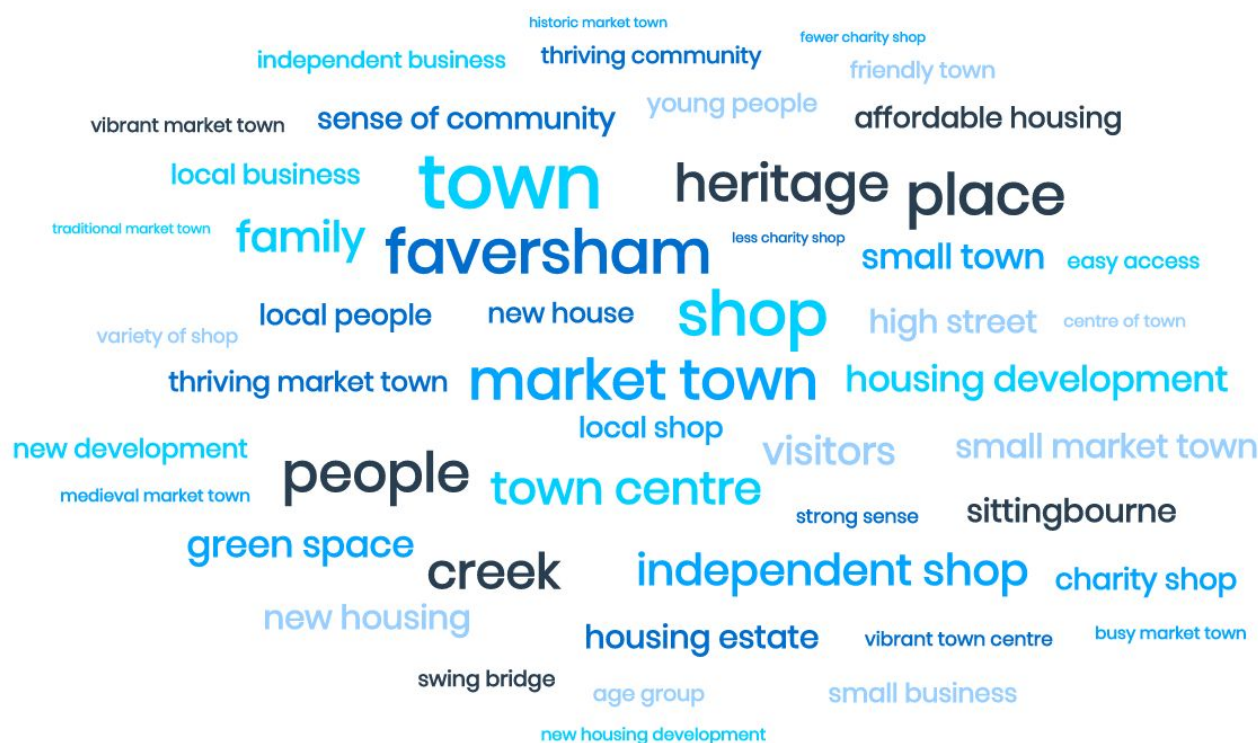 historic market town
fewer charity shop
independent business
thriving community
friendly town
vibrant market town
sense of community
young people
affordable housing
local business
town
heritage
place
traditional market town
family
faversham
less charity shop
small town
easy access
variety of shop
local people
new house
shop
high street
centre of town
thriving market town
market town
housing development
local shop
new development
people
visitors
small market town
medieval market town
town centre
strong sense
sittingbourne
green space
creek
independent shop
charity shop
new housing
housing estate
vibrant town centre
busy market town
swing bridge
age group
small business
new housing development